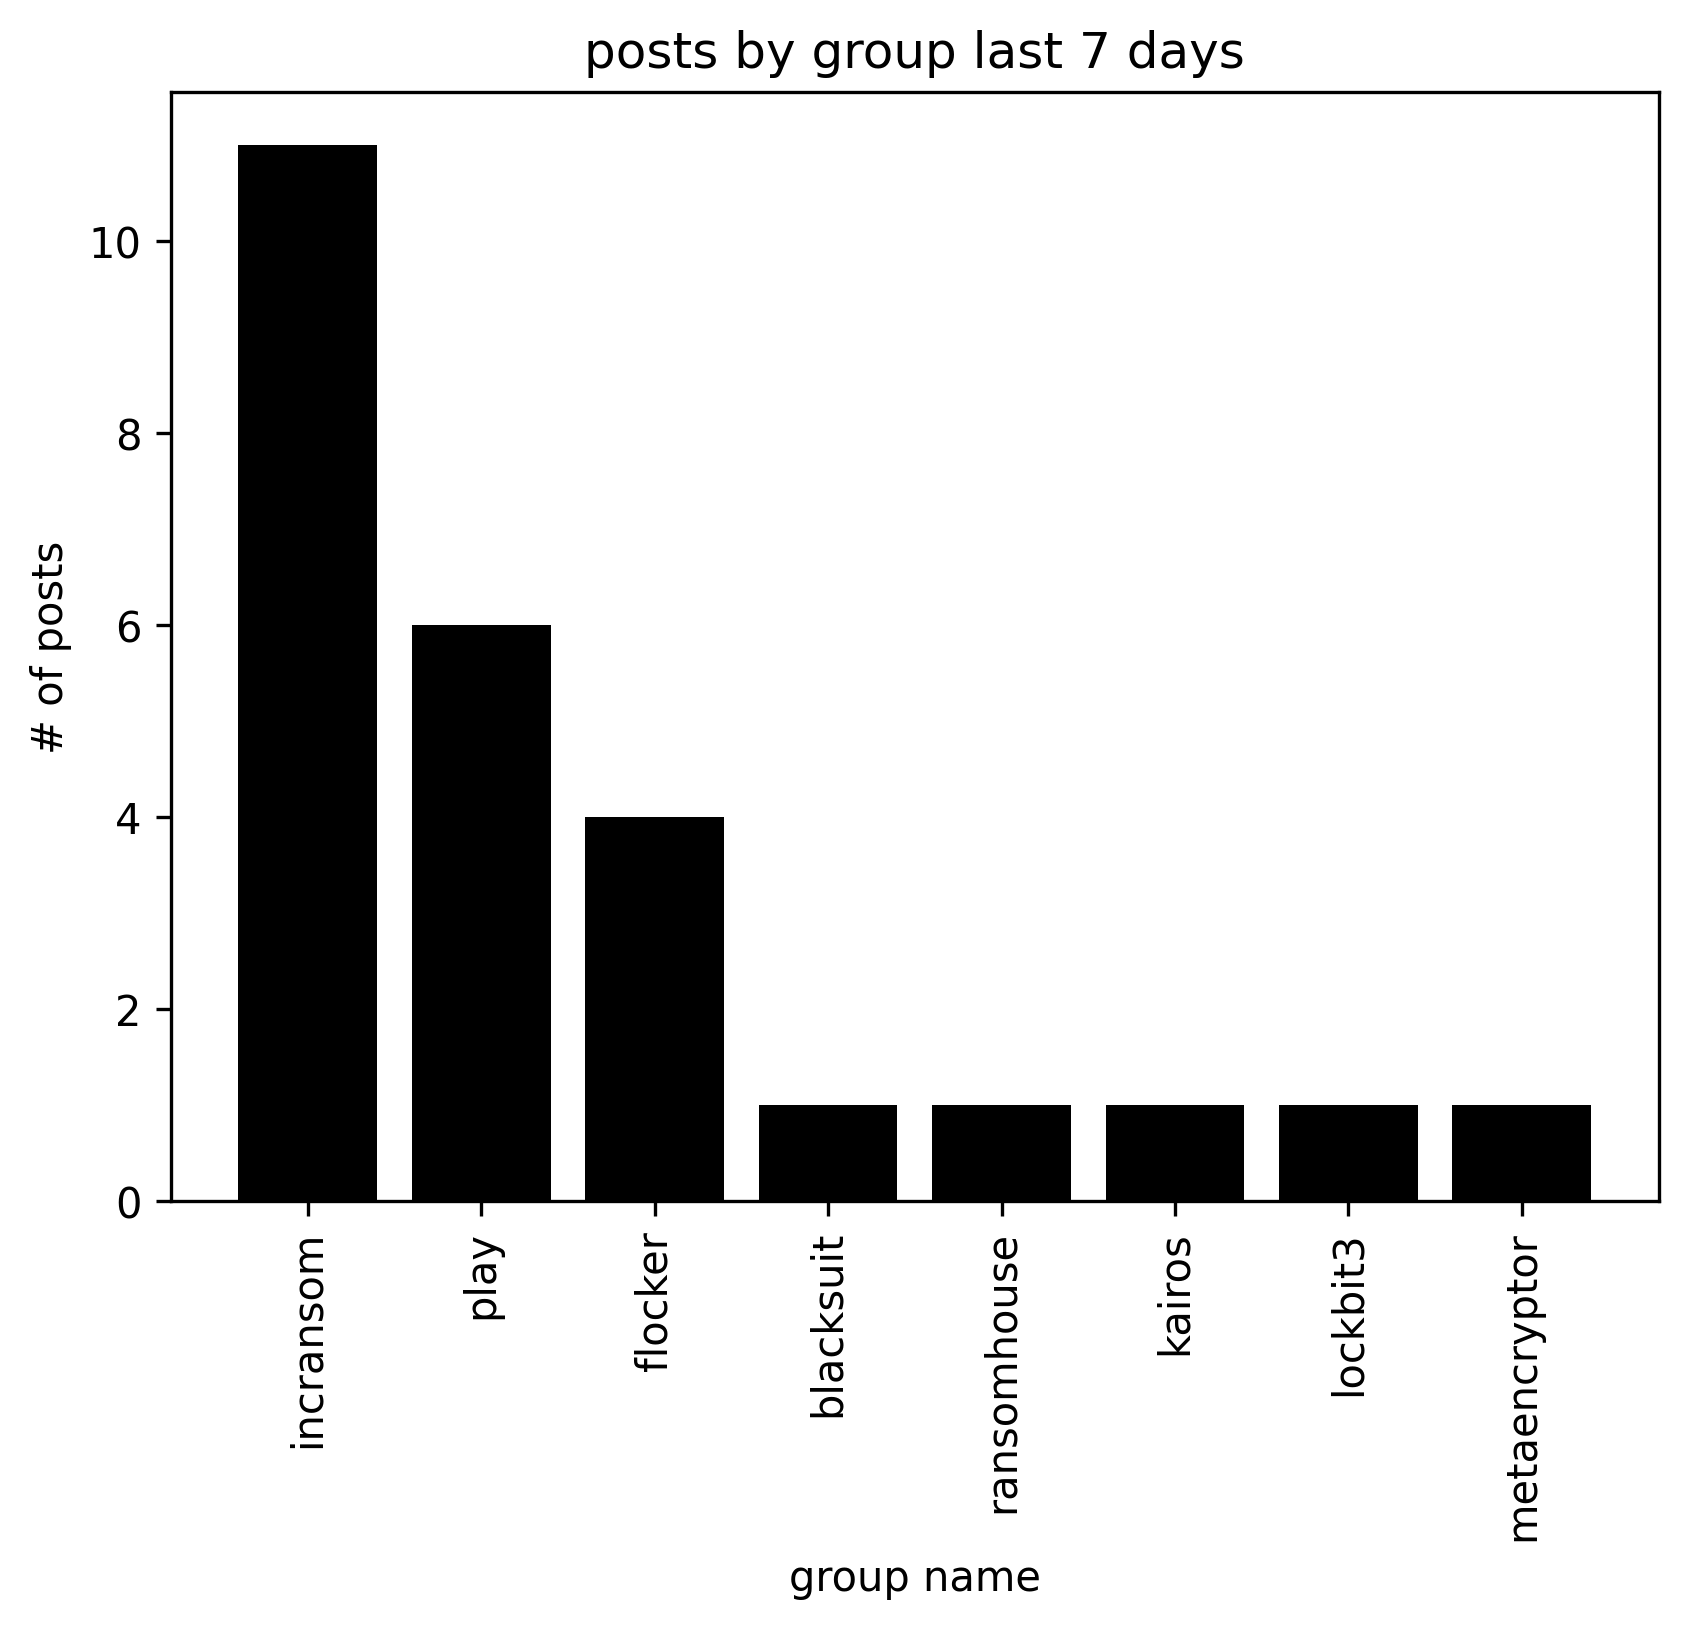 posts by group last 7 days
# of posts
10
8
6
4
2
0
incransom
play
flocker
blacksuit
ransomhouse
kairos
lockbit3
metaencryptor
group name